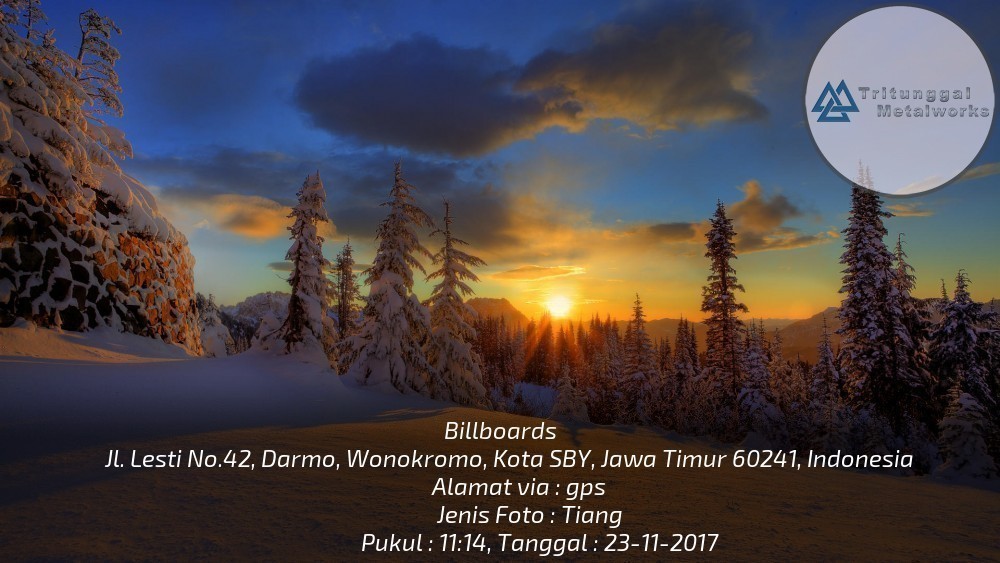 Tritunggal
Metalworks
Billboards
Jl. Lesti No.42, Darmo, Wonokromo, Kota SBY, Jawa Timur 60241, Indonesia
Alamat via : gps
Jenis Foto : Tiang
Pukul : 11:14, Tanggal : 23-11-2017